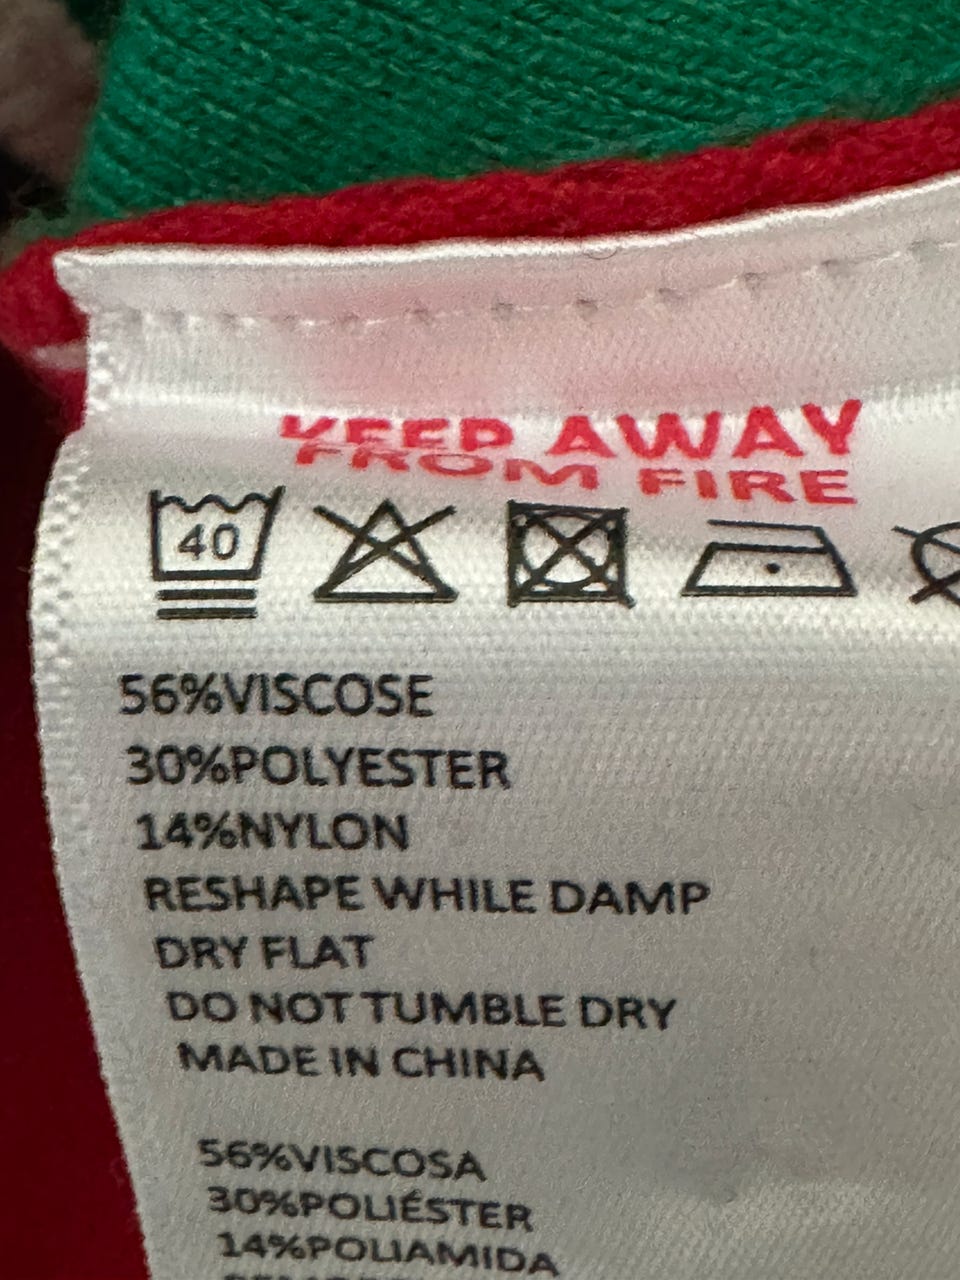 KEEP AWAY
FROM FIRE
40
56%VISCOSE
30%POLYESTER
14%NYLON
RESHAPE WHILE DAMP
DRY FLAT
DO NOT TUMBLE DRY
MADE IN CHINA
56%VISCOSA
30%POLIÉSTER
14%POLIAMIDA